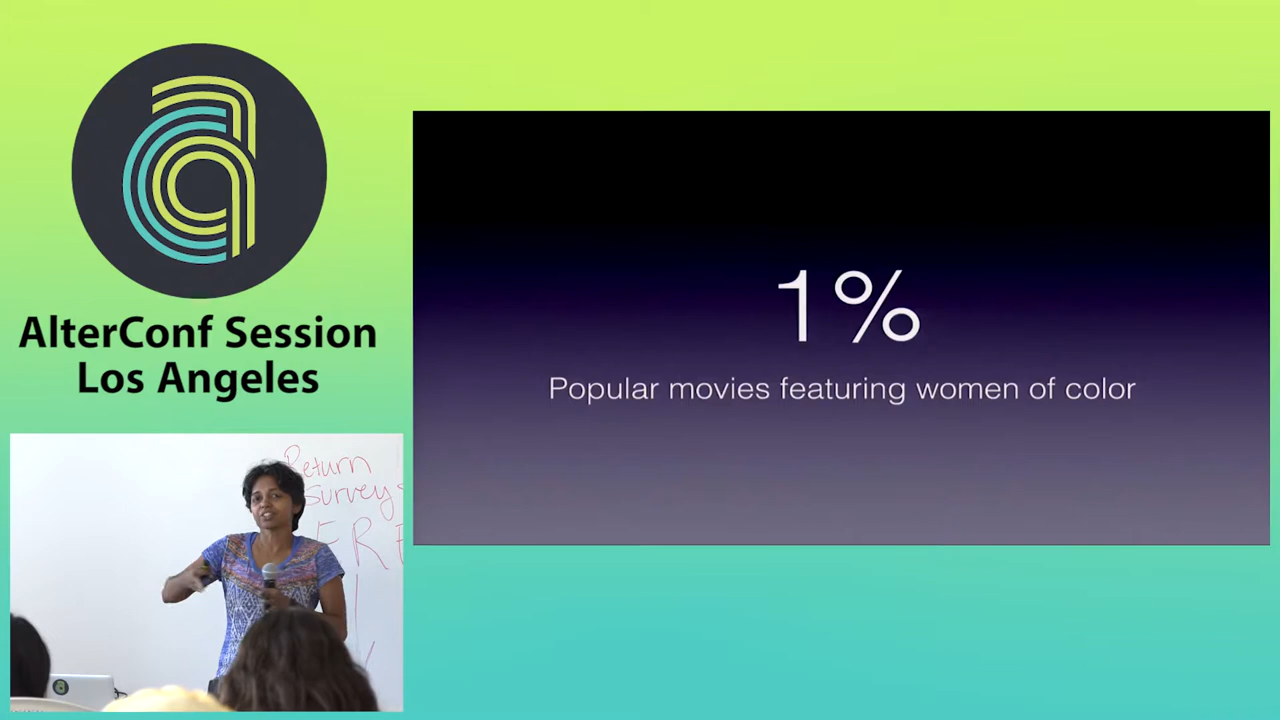 AlterConf Session
Los Angeles
1%
Popular movies featuring women of color
Return
survey